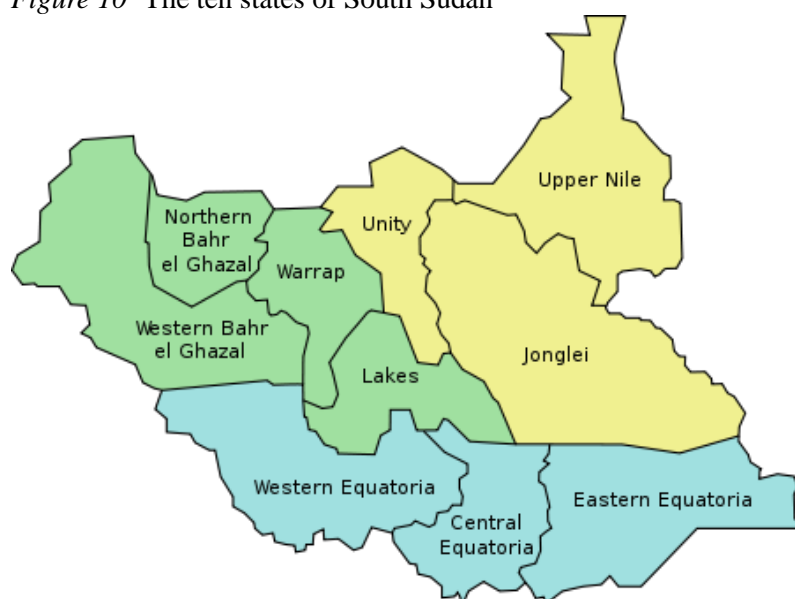 Figure 10 The ten states of South Sudan
Upper Nile
Northern
Bahr
el Ghazal
Unity
Warrap
Western Bahr
el Ghazal
Jonglei
Lakes
Western Equatoria
Eastern Equatoria
Central
Equatoria